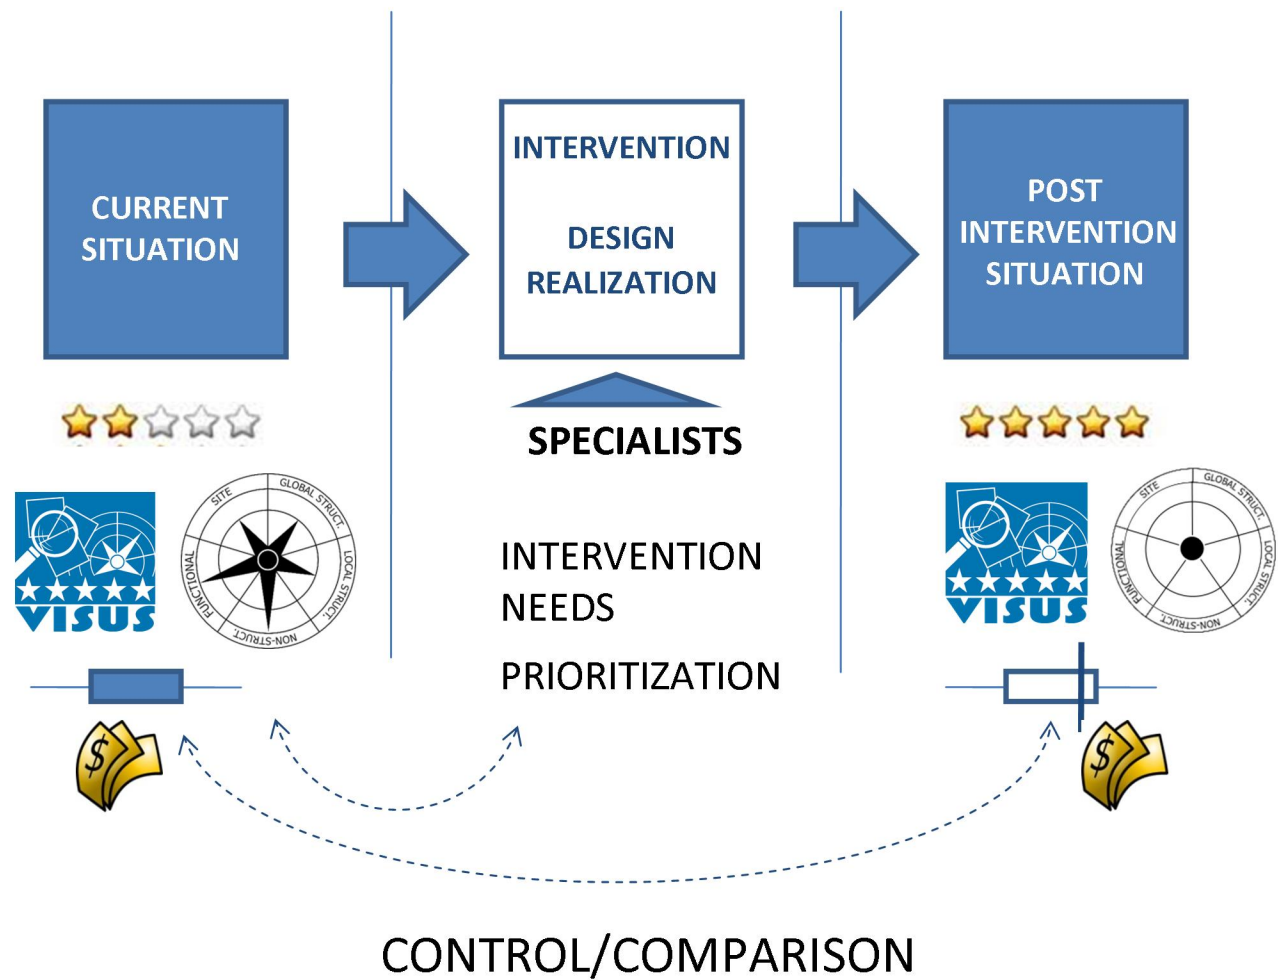 CURRENT
SITUATION
INTERVENTION
DESIGN
REALIZATION
POST
INTERVENTION
SITUATION
SPECIALISTS
VISUS
SITE
GLOBAL STRUCT.
LOCAL STRUCT.
NON-STRUCT.
FUNCTIONAL
$
INTERVENTION
NEEDS
PRIORITIZATION
VISUS
SITE
GLOBAL STRUCT.
LOCAL STRUCT.
NON-STRUCT.
FUNCTIONAL
$
CONTROL/COMPARISON